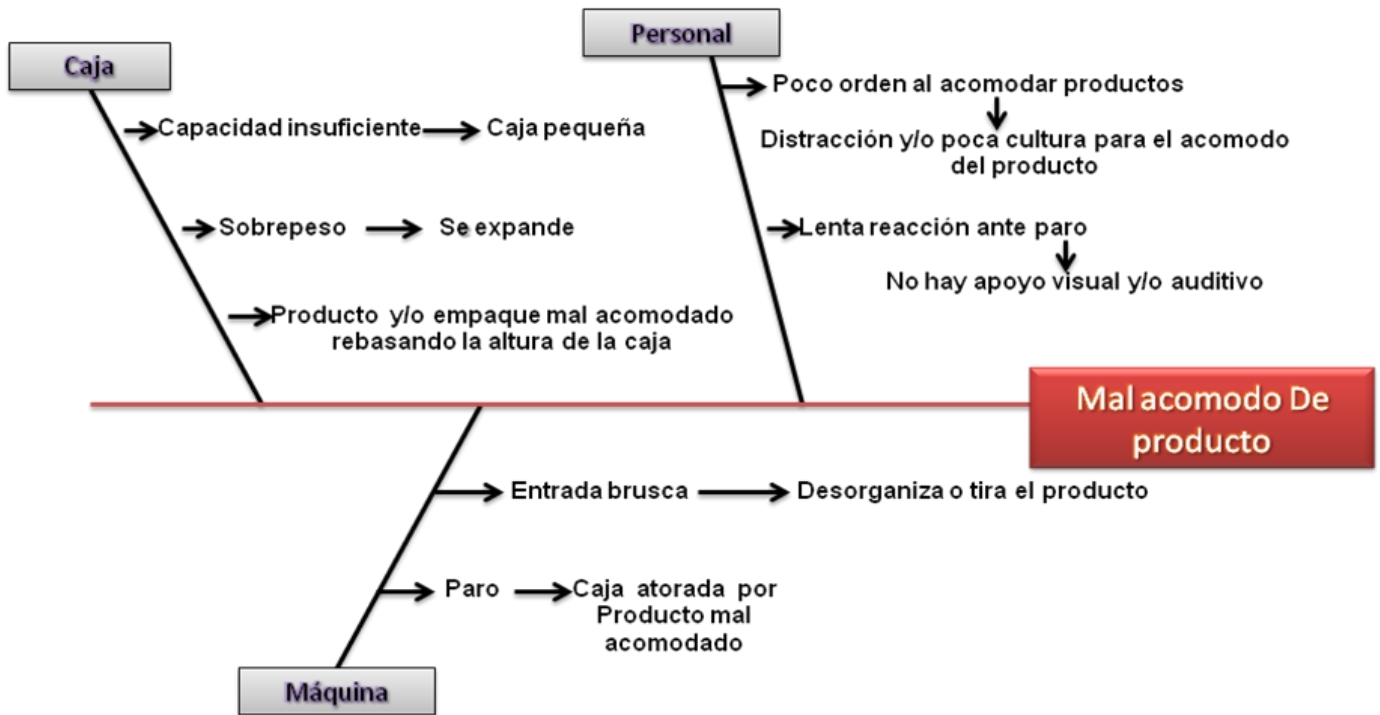 Caja
Capacidad insuficiente
Caja pequeña
Sobrepeso
Se expande
Producto y/o empaque mal acomodado
rebasando la altura de la caja
Personal
Poco orden al acomodar productos
Distracción y/o poca cultura para el acomodo
del producto
Lenta reacción ante paro
No hay apoyo visual y/o auditivo
Mal acomodo De
producto
Entrada brusca
Desorganiza o tira el producto
Paro
Caja atorada por
Producto mal
acomodado
Máquina